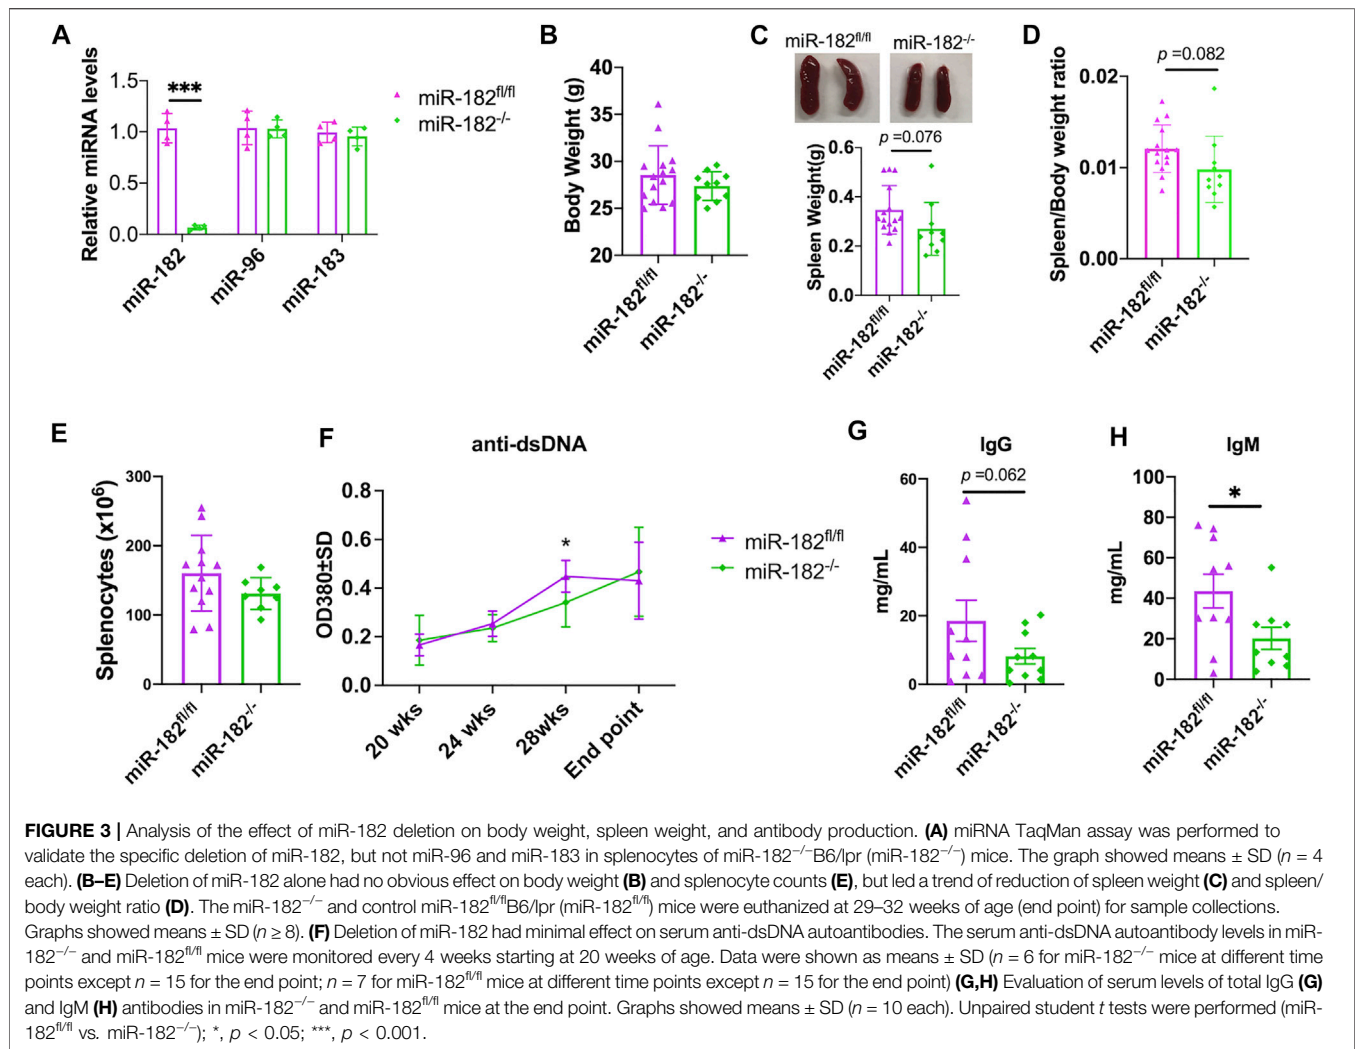 A
Relative miRNA levels
1.5
1.0
0.5
0.0
***
miR-182
miR-96
miR-183
miR-182fl/fl
miR-182-/-
B
Body Weight (g)
40
35
30
25
20
miR-182fl/fl
miR-182-/-
C
miR-182fl/fl
miR-182-/-
p =0.076
Spleen Weight(g)
0.6
0.4
0.2
0.0
miR-182fl/fl
miR-182-/-
D
p =0.082
Spleen/Body weight ratio
0.02
0.01
0.00
miR-182fl/fl
miR-182-/-
E
Splenocytes (x10⁶)
300
200
100
0
miR-182fl/fl
miR-182-/-
F
anti-dsDNA
OD380±SD
0.8
0.6
0.4
0.2
0.0
*
20 wks
24 wks
28wks
End point
miR-182fl/fl
miR-182-/-
G
IgG
p =0.062
mg/mL
60
40
20
0
miR-182fl/fl
miR-182-/-
H
IgM
*
mg/mL
100
80
60
40
20
0
miR-182fl/fl
miR-182-/-
FIGURE 3 | Analysis of the effect of miR-182 deletion on body weight, spleen weight, and antibody production. (A) miRNA TaqMan assay was performed to
validate the specific deletion of miR-182, but not miR-96 and miR-183 in splenocytes of miR-182−/−B6/lpr (miR-182−/−) mice. The graph showed means ± SD (n = 4
each). (B–E) Deletion of miR-182 alone had no obvious effect on body weight (B) and splenocyte counts (E), but led a trend of reduction of spleen weight (C) and spleen/
body weight ratio (D). The miR-182−/− and control miR-182fl/flB6/lpr (miR-182fl/fl) mice were euthanized at 29–32 weeks of age (end point) for sample collections.
Graphs showed means ± SD (n ≥ 8). (F) Deletion of miR-182 had minimal effect on serum anti-dsDNA autoantibodies. The serum anti-dsDNA autoantibody levels in miR-
182−/− and miR-182fl/fl mice were monitored every 4 weeks starting at 20 weeks of age. Data were shown as means ± SD (n = 6 for miR-182−/− mice at different time
points except n = 15 for the end point; n = 7 for miR-182fl/fl mice at different time points except n = 15 for the end point) (G,H) Evaluation of serum levels of total IgG (G)
and IgM (H) antibodies in miR-182−/− and miR-182fl/fl mice at the end point. Graphs showed means ± SD (n = 10 each). Unpaired student t tests were performed (miR-
182fl/fl vs. miR-182−/−); *, p < 0.05; ***, p < 0.001.